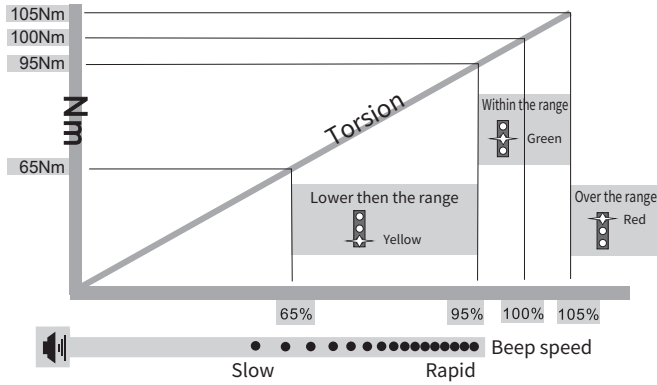 105Nm
100Nm
95Nm
65Nm
Nm
Torsion
Within the range
Green
Lower then the range
Yellow
Over the range
Red
65%
95%
100%
105%
Beep speed
Slow
Rapid